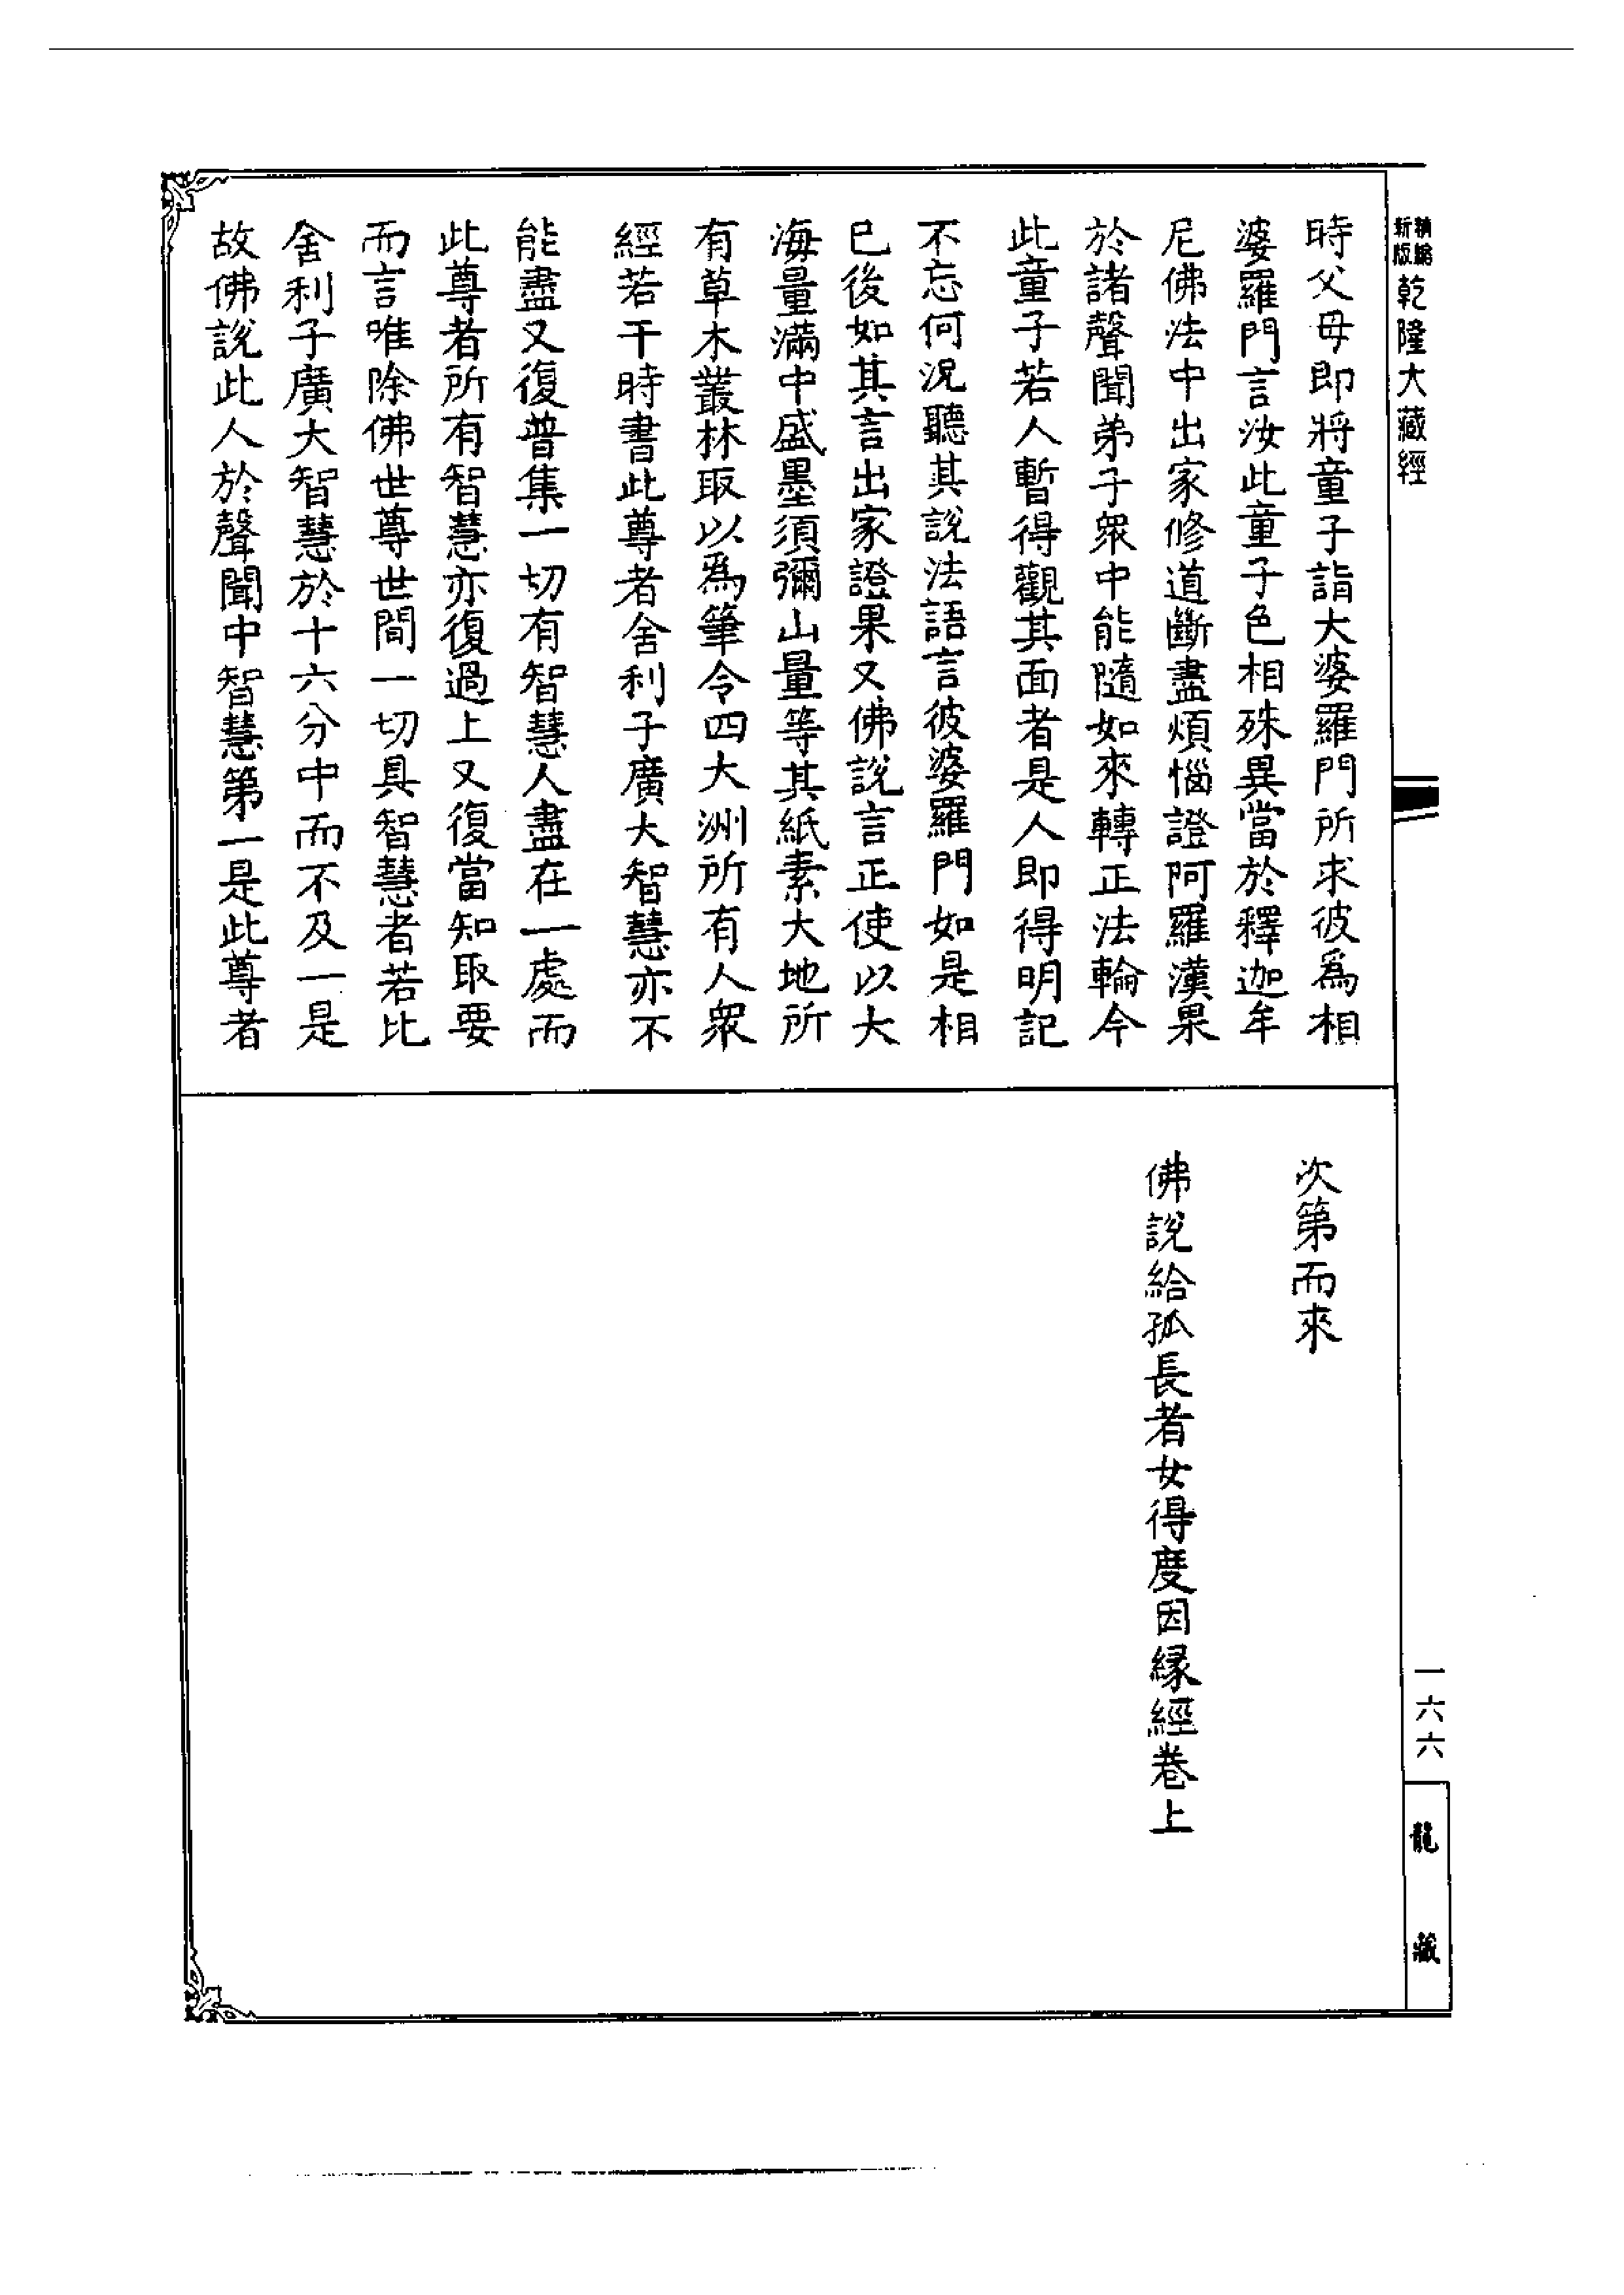 新版精編乾隆大藏經
時父母即將童子詣大婆羅門所求彼爲相
婆羅門言汝此童子色相殊異當於釋迦牟
尼佛法中出家修道斷盡煩惱證阿羅漢果
於諸聲聞弟子衆中能隨如來轉正法輪今
此童子若人暫得觀其面者是人即得明記
不忘何況聽其說法語言彼婆羅門如是相
已後如其言出家證果又佛說言正使以大
海量滿中盛墨須彌山量等其紙素大地所
有草木叢林取以爲筆令四大洲所有人衆
經若干時書此尊者舍利子廣大智慧亦不
能盡又復普集一切有智慧人盡在一處而
此尊者所有智慧亦復過上又復當知取要
而言唯除佛世尊世間一切具智慧者若比
舍利子廣大智慧於十六分中而不及一是
故佛說此人於聲聞中智慧第一是此尊者
次第而來
佛說給孤長者女得度因緣經卷上
一六六
龍藏